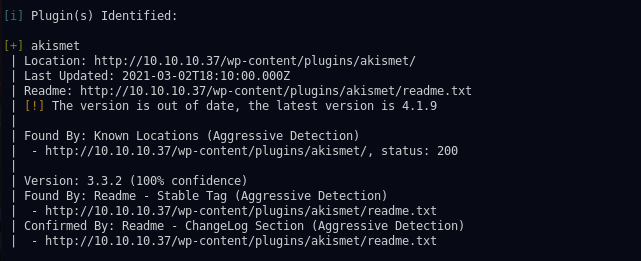 [i] Plugin(s) Identified:
[+] akismet
| Location: http://10.10.10.37/wp-content/plugins/akismet/
| Last Updated: 2021-03-02T18:10:00.000Z
| Readme: http://10.10.10.37/wp-content/plugins/akismet/readme.txt
| [!] The version is out of date, the latest version is 4.1.9
|
| Found By: Known Locations (Aggressive Detection)
|  - http://10.10.10.37/wp-content/plugins/akismet/, status: 200
|
| Version: 3.3.2 (100% confidence)
| Found By: Readme - Stable Tag (Aggressive Detection)
|  - http://10.10.10.37/wp-content/plugins/akismet/readme.txt
| Confirmed By: Readme - ChangeLog Section (Aggressive Detection)
|  - http://10.10.10.37/wp-content/plugins/akismet/readme.txt